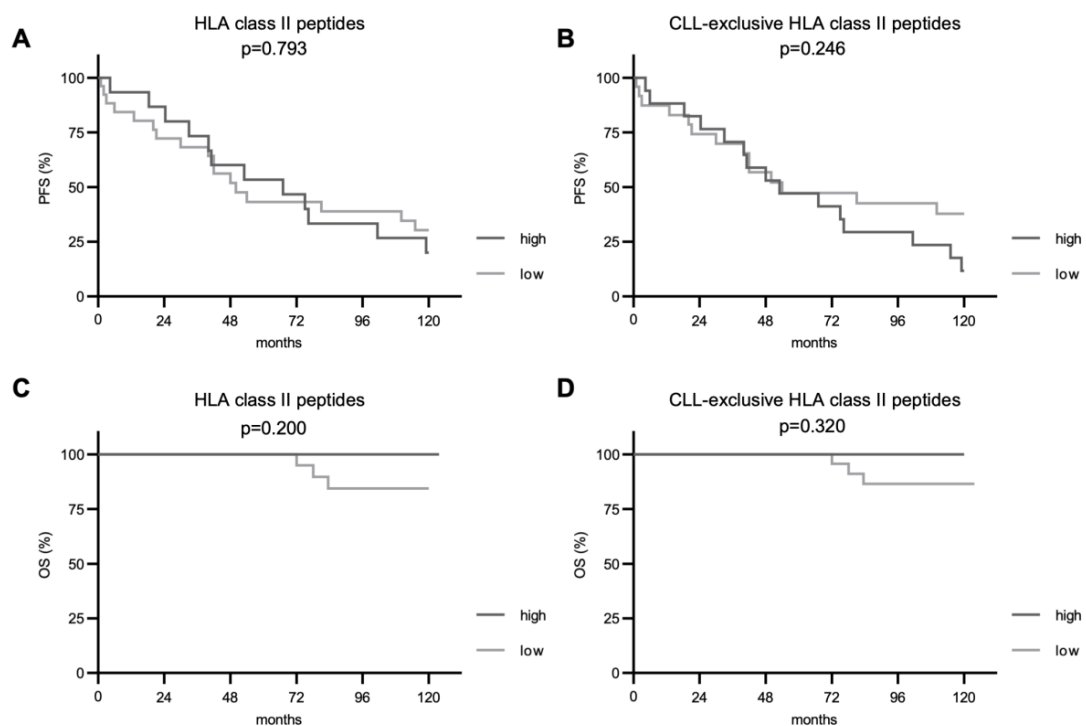 A
HLA class II peptides
p=0.793
100
75
50
25
0
PFS (%)
0 24 48 72 96 120
months
high
low
B
CLL-exclusive HLA class II peptides
p=0.246
100
75
50
25
0
PFS (%)
0 24 48 72 96 120
months
high
low
C
HLA class II peptides
p=0.200
100
75
50
25
0
OS (%)
0 24 48 72 96 120
months
high
low
D
CLL-exclusive HLA class II peptides
p=0.320
100
75
50
25
0
OS (%)
0 24 48 72 96 120
months
high
low